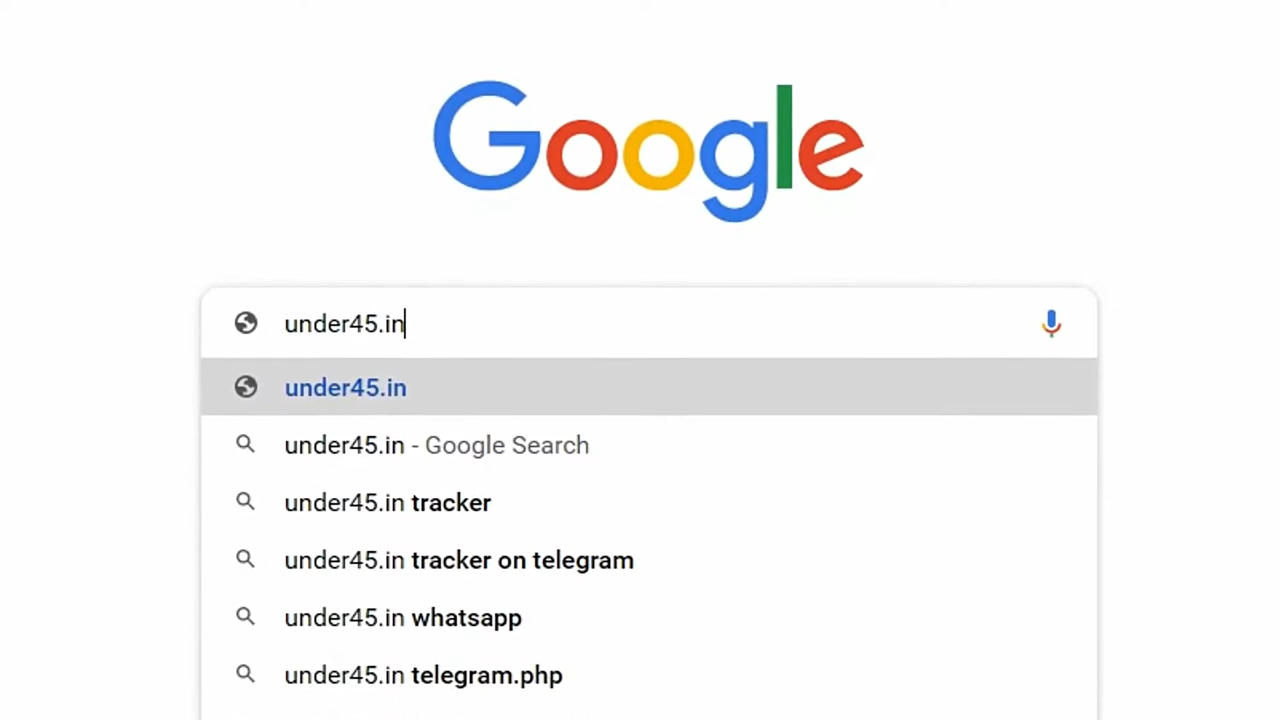 Google
under45.in
under45.in
under45.in - Google Search
under45.in tracker
under45.in tracker on telegram
under45.in whatsapp
under45.in telegram.php